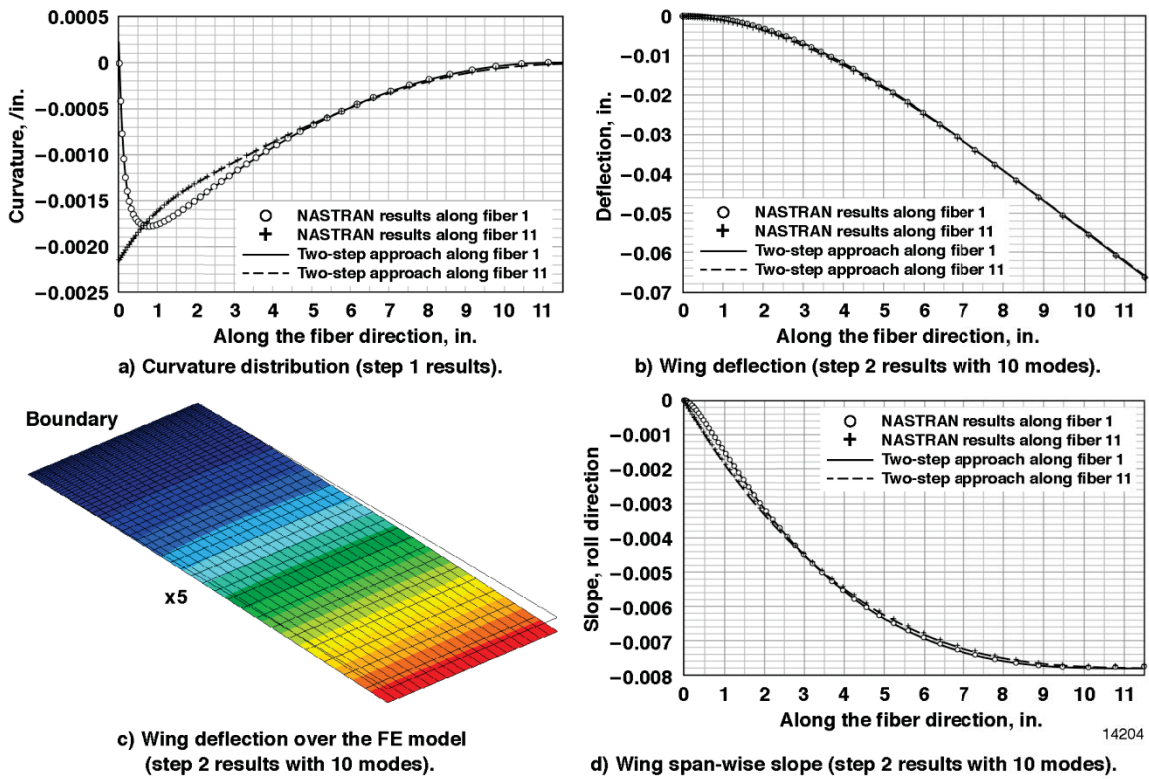 0
−0.0005
−0.0010
−0.0015
−0.0020
−0.0025
Curvature, /in.
NASTRAN results along fiber 1
NASTRAN results along fiber 11
Two-step approach along fiber 1
Two-step approach along fiber 11
0 1 2 3 4 5 6 7 8 9 10 11
Along the fiber direction, in.
a) Curvature distribution (step 1 results).
0
−0.01
−0.02
−0.03
−0.04
−0.05
−0.06
−0.07
Deflection, in.
NASTRAN results along fiber 1
NASTRAN results along fiber 11
Two-step approach along fiber 1
Two-step approach along fiber 11
0 1 2 3 4 5 6 7 8 9 10 11
Along the fiber direction, in.
b) Wing deflection (step 2 results with 10 modes).
Boundary
x5
c) Wing deflection over the FE model
(step 2 results with 10 modes).
0
−0.001
−0.002
−0.003
−0.004
−0.005
−0.006
−0.007
−0.008
Slope, roll direction
NASTRAN results along fiber 1
NASTRAN results along fiber 11
Two-step approach along fiber 1
Two-step approach along fiber 11
0 1 2 3 4 5 6 7 8 9 10 11
Along the fiber direction, in.
14204
d) Wing span-wise slope (step 2 results with 10 modes).